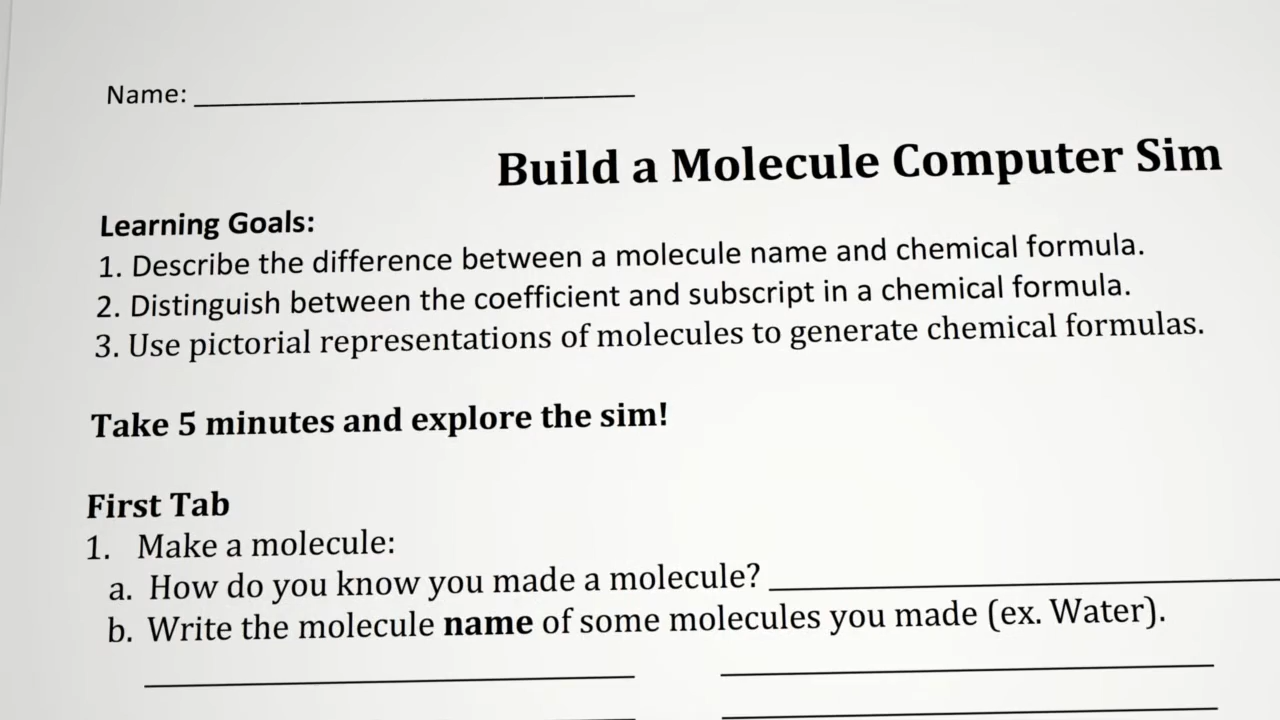 Name: ____________________
Build a Molecule Computer Sim
Learning Goals:
1. Describe the difference between a molecule name and chemical formula.
2. Distinguish between the coefficient and subscript in a chemical formula.
3. Use pictorial representations of molecules to generate chemical formulas.
Take 5 minutes and explore the sim!
First Tab
1. Make a molecule:
a. How do you know you made a molecule? ____________________
b. Write the molecule name of some molecules you made (ex. Water).